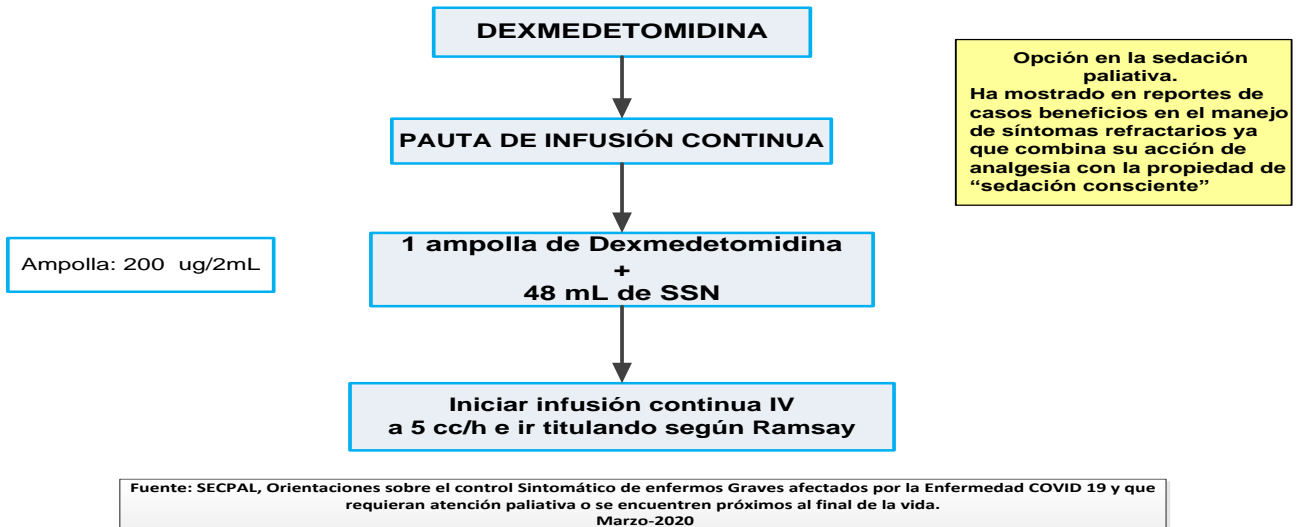 DEXMEDETOMIDINA
Opción en la sedación
paliativa.
Ha mostrado en reportes de
casos beneficios en el manejo
de síntomas refractarios ya
que combina su acción de
analgesia con la propiedad de
“sedación consciente”
PAUTA DE INFUSIÓN CONTINUA
Ampolla: 200 ug/2mL
1 ampolla de Dexmedetomidina
+
48 mL de SSN
Iniciar infusión continua IV
a 5 cc/h e ir titulando según Ramsay
Fuente: SECPAL, Orientaciones sobre el control Sintomático de enfermos Graves afectados por la Enfermedad COVID 19 y que
requieran atención paliativa o se encuentren próximos al final de la vida.
Marzo-2020